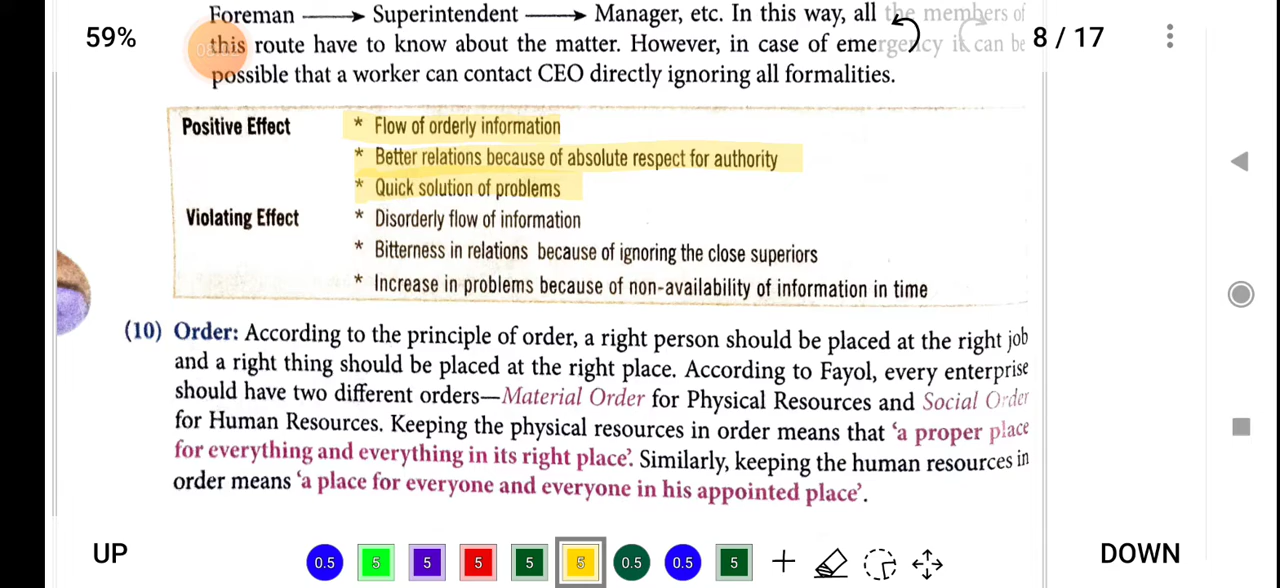 Foreman ⟶ Superintendent ⟶ Manager, etc. In this way, all the members of
59%
this route have to know about the matter. However, in case of emergency it can be
8 / 17
possible that a worker can contact CEO directly ignoring all formalities.
Positive Effect * Flow of orderly information
* Better relations because of absolute respect for authority
* Quick solution of problems
Violating Effect * Disorderly flow of information
* Bitterness in relations because of ignoring the close superiors
* Increase in problems because of non-availability of information in time
(10) Order: According to the principle of order, a right person should be placed at the right job
and a right thing should be placed at the right place. According to Fayol, every enterprise
should have two different orders—Material Order for Physical Resources and Social Order
for Human Resources. Keeping the physical resources in order means that ‘a proper place
for everything and everything in its right place’. Similarly, keeping the human resources in
order means ‘a place for everyone and everyone in his appointed place’.
UP
DOWN
0.5 5 5 5 5 5 0.5 0.5 5